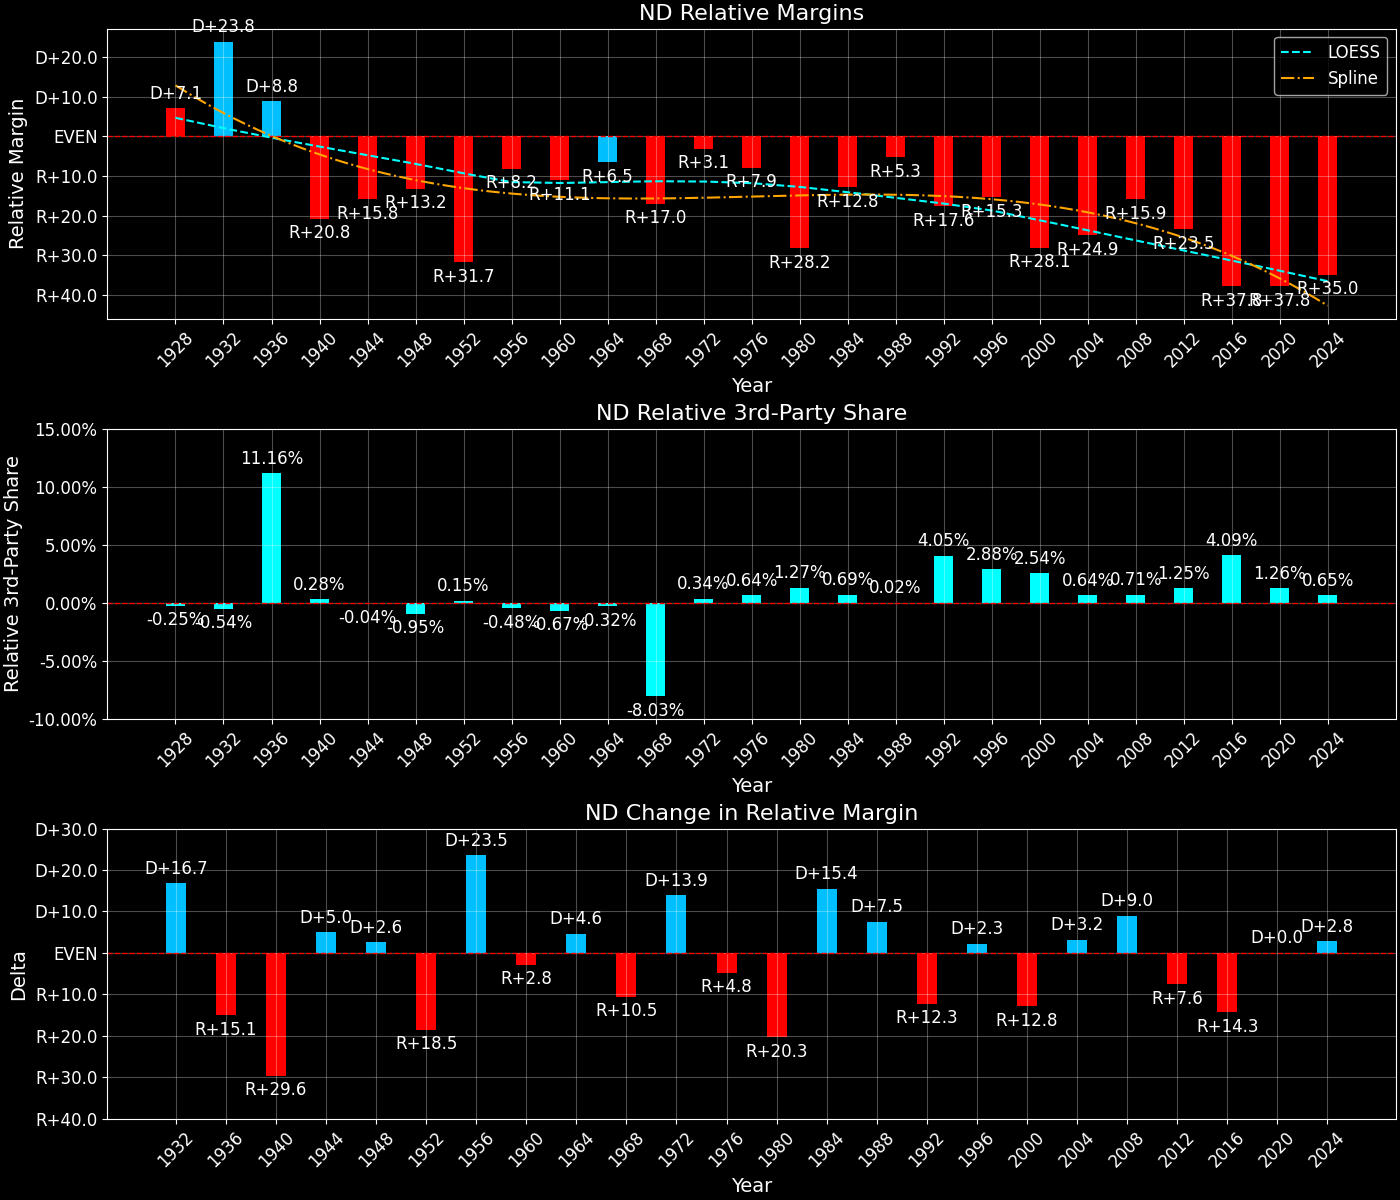 ND Relative Margins
Relative Margin
D+20.0
D+10.0
EVEN
R+10.0
R+20.0
R+30.0
R+40.0
D+7.1
D+23.8
D+8.8
R+20.8
R+15.8
R+13.2
R+31.7
R+8.2
R+11.1
R+6.5
R+17.0
R+3.1
R+7.9
R+28.2
R+12.8
R+5.3
R+17.6
R+15.3
R+28.1
R+24.9
R+15.9
R+23.5
R+37.8
R+37.8
R+35.0
LOESS
Spline
1928 1932 1936 1940 1944 1948 1952 1956 1960 1964 1968 1972 1976 1980 1984 1988 1992 1996 2000 2004 2008 2012 2016 2020 2024
Year
ND Relative 3rd-Party Share
Relative 3rd-Party Share
15.00%
10.00%
5.00%
0.00%
-5.00%
-10.00%
-0.25%
-0.54%
11.16%
0.28%
-0.04%
-0.95%
0.15%
-0.48%
-0.67%
-0.32%
-8.03%
0.34%
0.64%
1.27%
0.69%
0.02%
4.05%
2.88%
2.54%
0.64%
0.71%
1.25%
4.09%
1.26%
0.65%
1928 1932 1936 1940 1944 1948 1952 1956 1960 1964 1968 1972 1976 1980 1984 1988 1992 1996 2000 2004 2008 2012 2016 2020 2024
Year
ND Change in Relative Margin
Delta
D+30.0
D+20.0
D+10.0
EVEN
R+10.0
R+20.0
R+30.0
R+40.0
D+16.7
R+15.1
R+29.6
D+5.0
D+2.6
R+18.5
D+23.5
R+2.8
D+4.6
R+10.5
D+13.9
R+4.8
R+20.3
D+15.4
D+7.5
R+12.3
D+2.3
R+12.8
D+3.2
D+9.0
R+7.6
R+14.3
D+0.0
D+2.8
1932 1936 1940 1944 1948 1952 1956 1960 1964 1968 1972 1976 1980 1984 1988 1992 1996 2000 2004 2008 2012 2016 2020 2024
Year